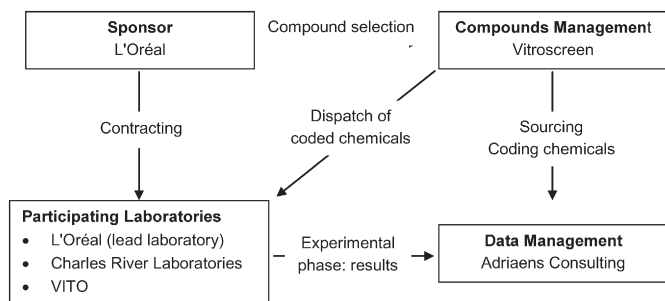 Sponsor
L'Oréal
Compound selection
Compounds Management
Vitroscreen
Contracting
Dispatch of
coded chemicals
Sourcing
Coding chemicals
Participating Laboratories
• L'Oréal (lead laboratory)
• Charles River Laboratories
• VITO
Experimental
phase: results
Data Management
Adriaens Consulting